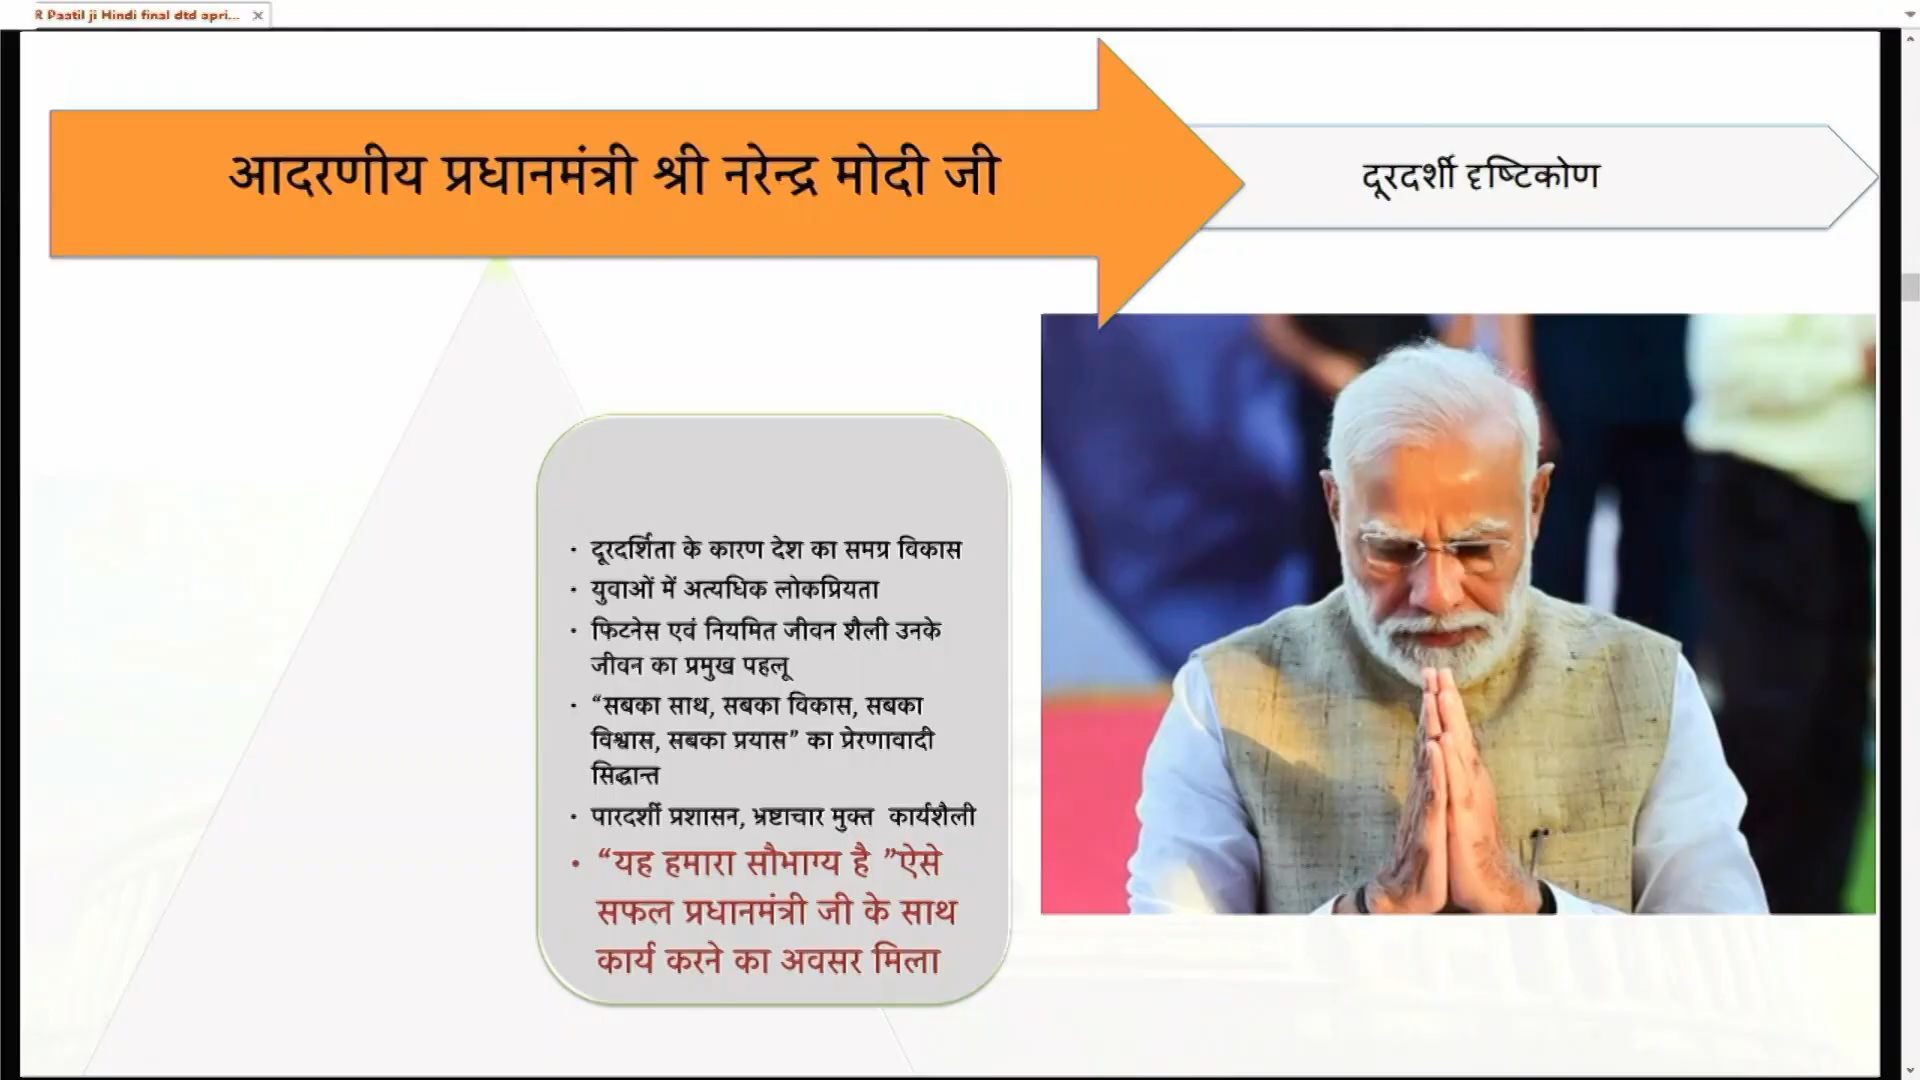 R Paatil ji Hindi final dtd apri...
आदरणीय प्रधानमंत्री श्री नरेन्द्र मोदी जी
दूरदर्शी दृष्टिकोण
• दूरदर्शिता के कारण देश का समग्र विकास
• युवाओं में अत्यधिक लोकप्रियता
• फिटनेस एवं नियमित जीवन शैली उनके
जीवन का प्रमुख पहलू
• “सबका साथ, सबका विकास, सबका
विश्वास, सबका प्रयास” का प्रेरणावादी
सिद्धान्त
• पारदर्शी प्रशासन, भ्रष्टाचार मुक्त कार्यशैली
• “यह हमारा सौभाग्य है ”ऐसे
सफल प्रधानमंत्री जी के साथ
कार्य करने का अवसर मिला